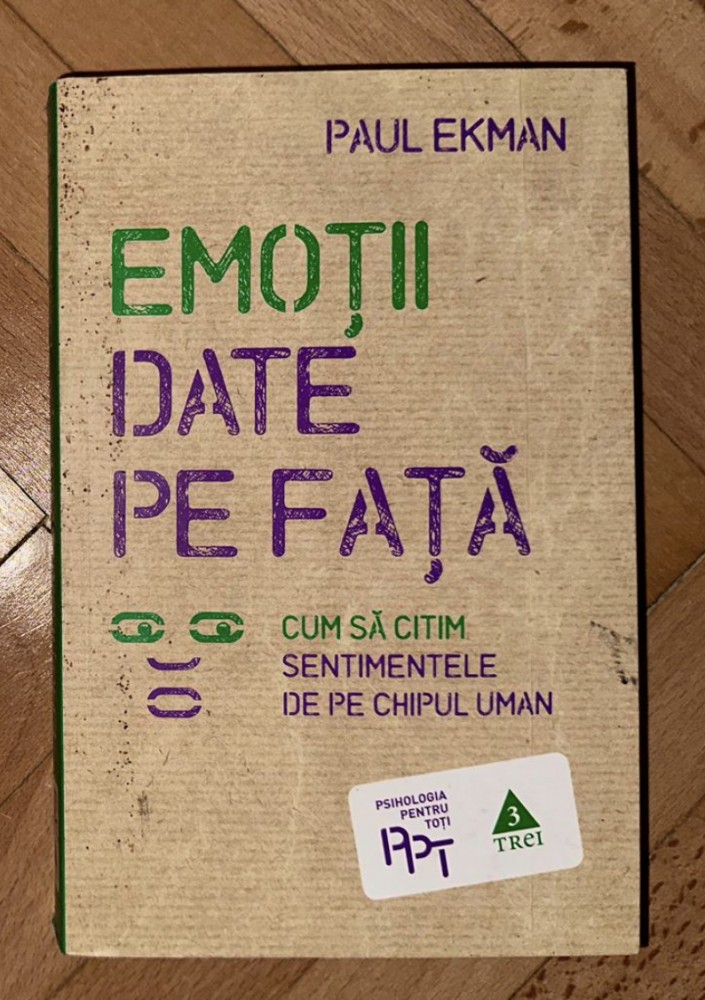 PAUL EKMAN
EMOȚII
DATE
PE FAȚĂ
CUM SĂ CITIM
SENTIMENTELE
DE PE CHIPUL UMAN
PSIHOLOGIA
PENTRU
TOȚI
PPT
3
TREI